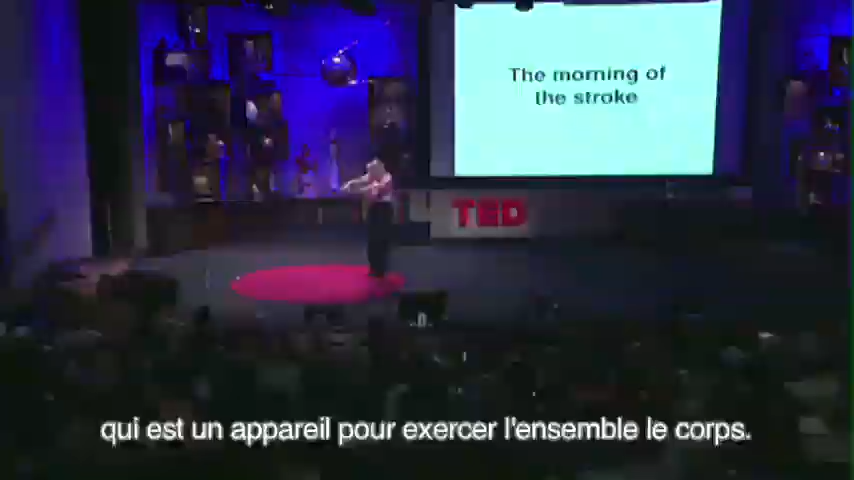 The morning of
the stroke
TED
qui est un appareil pour exercer l'ensemble le corps.